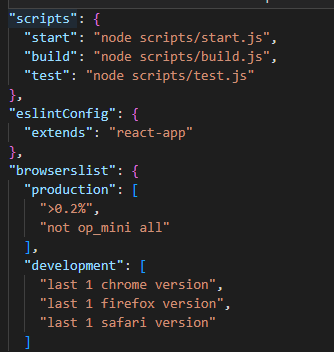 "scripts": {
"start": "node scripts/start.js",
"build": "node scripts/build.js",
"test": "node scripts/test.js"
},
"eslintConfig": {
"extends": "react-app"
},
"browserslist": {
"production": [
">0.2%",
"not op_mini all"
],
"development": [
"last 1 chrome version",
"last 1 firefox version",
"last 1 safari version"
]